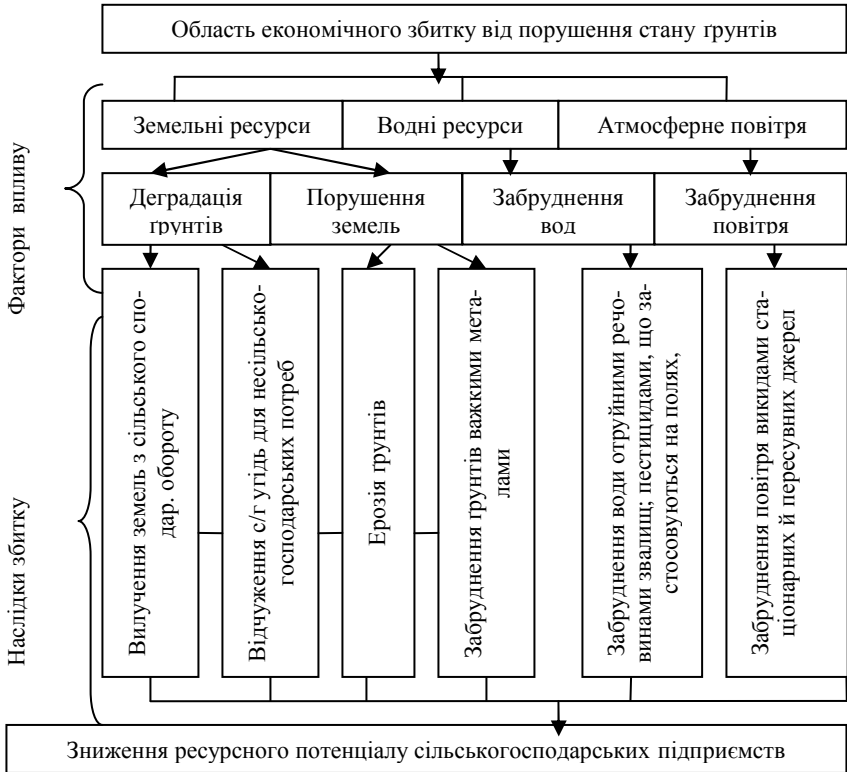 Область економічного збитку від порушення стану ґрунтів
Фактори впливу
Земельні ресурси
Водні ресурси
Атмосферне повітря
Деградація
ґрунтів
Порушення
земель
Забруднення
вод
Забруднення
повітря
Наслідки збитку
Вилучення земель з сільського спо-
дар. обороту
Відчуження с/г угідь для несільсько-
господарських потреб
Ерозія ґрунтів
Забруднення ґрунтів важкими мета-
лами
Забруднення води отруйними речо-
винами звалищ; пестицидами, що за-
стосовуються на полях,
Забруднення повітря викидами ста-
ціонарних й пересувних джерел
Зниження ресурсного потенціалу сільськогосподарських підприємств